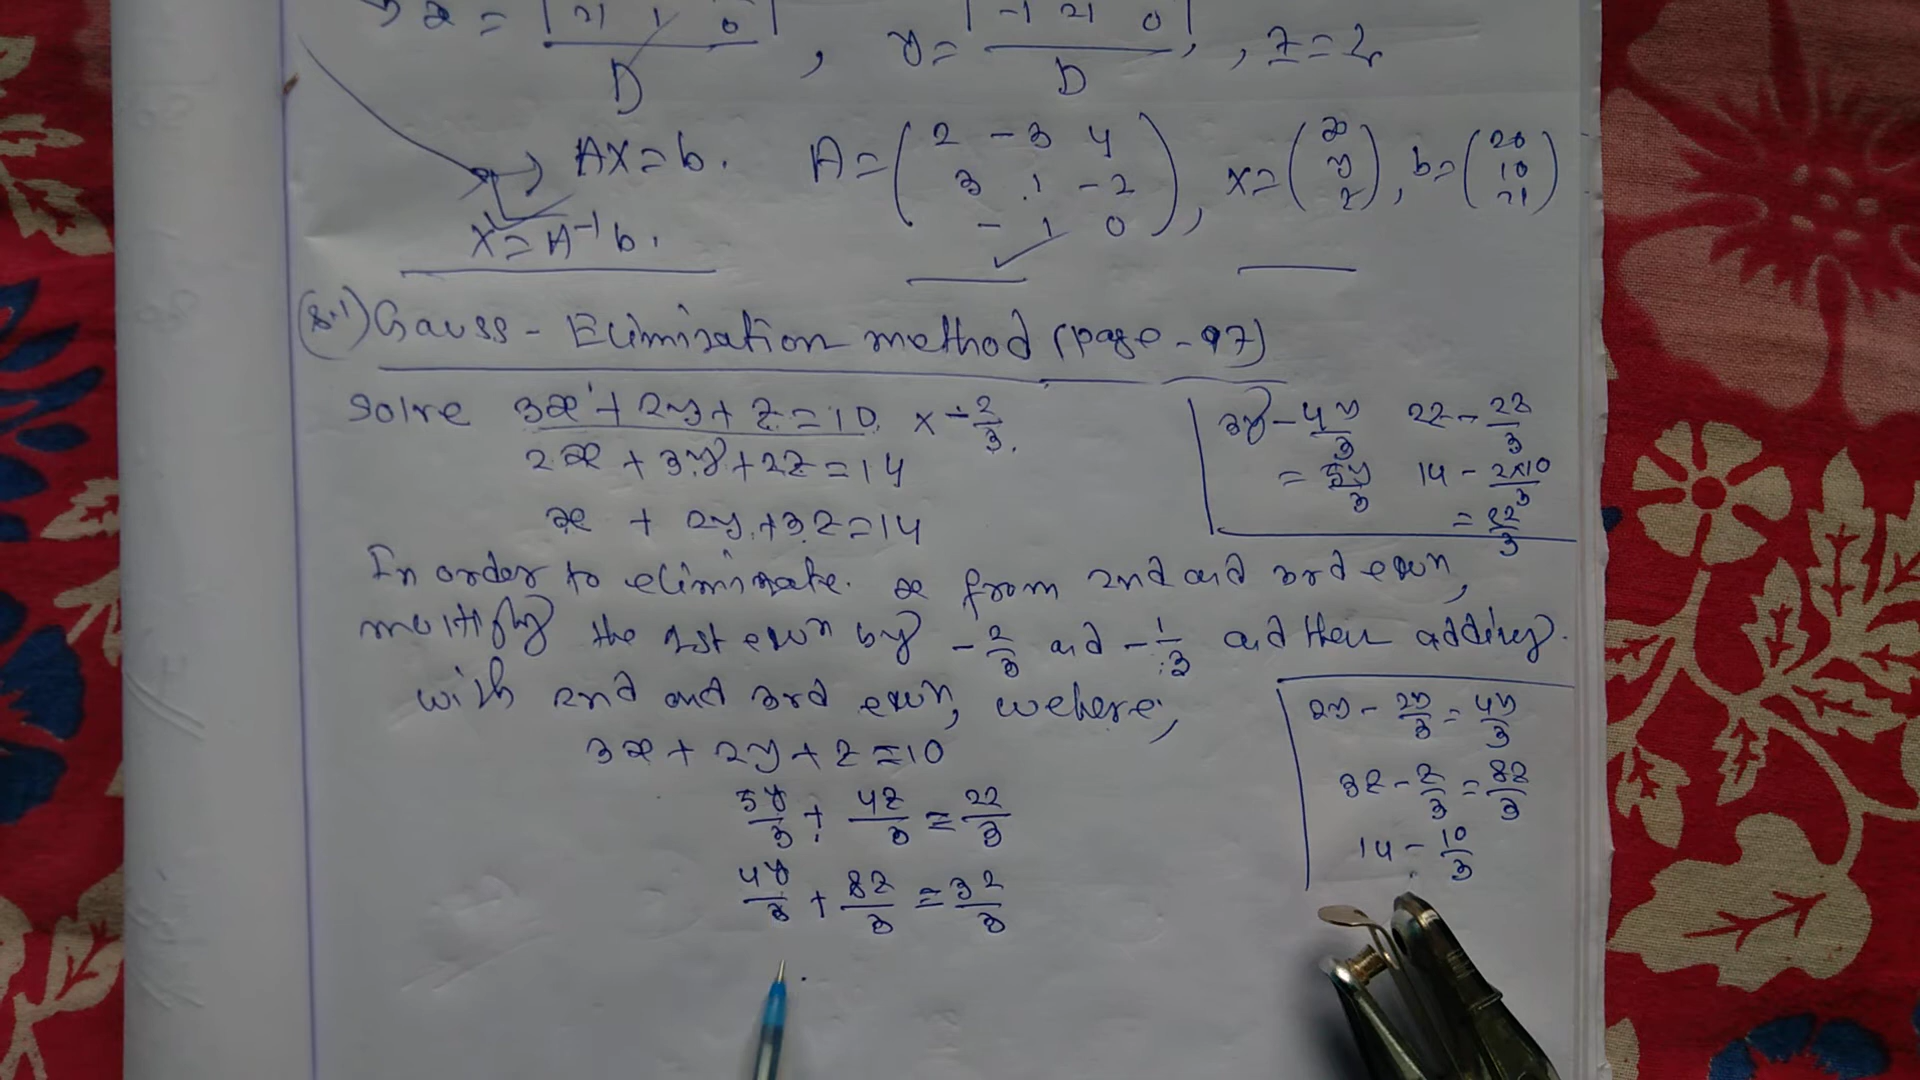 x = | 21 1 0 | / D , y = | -1 21 0 | / D , z = 2
AX = b. A = ( 2 -3 4 3 1 -2 - 1 0 ), x = ( x y z ), b = ( 20 10 21 )
X = A⁻¹ b.
(8.1) Gauss - Elimination method (page - 97)
Solve 3x + 2y + z = 10 x -2/3.
2x + 3y + 2z = 14
x + 2y + 3z = 14
3y - 4y/3 2z - 2z/3
= 5y/3 14 - 2x10/3
= 22/3
In order to eliminate x from 2nd and 3rd eqn,
multiply the 1st eqn by -2/3 and -1/3 and then adding
with 2nd and 3rd eqn, we here,
3x + 2y + z = 10
5y/3 + 4z/3 = 22/3
4y/3 + 8z/3 = 32/3
2y - 2y/3 = 4y/3
3z - z/3 = 8z/3
14 - 10/3